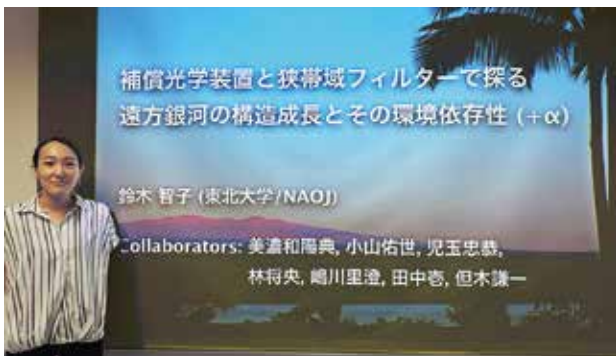 補償光学装置と狭帯域フィルターで探る
遠方銀河の構造成長とその環境依存性 (+α)
鈴木 智子 (東北大学/NAOJ)
Collaborators: 美濃和陽典, 小山佑世, 児玉忠恭,
林将央, 嶋川里澄, 田中壱, 但木謙一